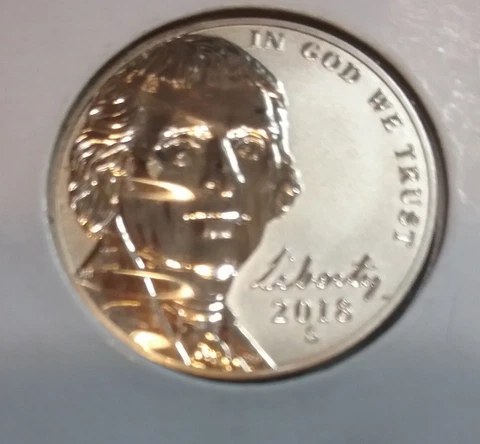 IN GOD WE TRUST
Liberty
2018
S